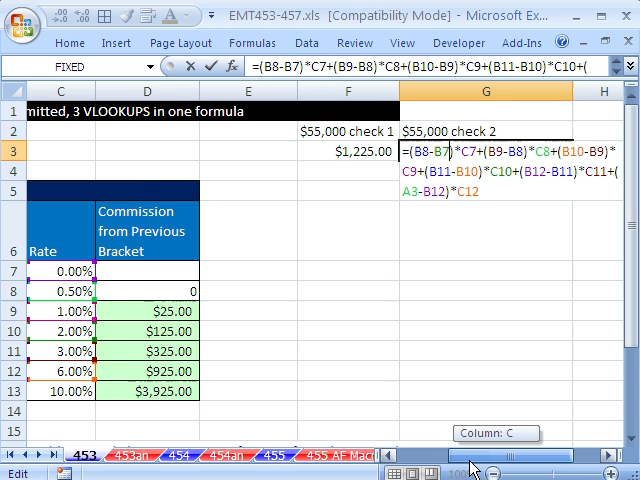 EMT453-457.xls [Compatibility Mode] - Microsoft Ex...
Home Insert Page Layout Formulas Data Review View Developer Add-Ins
FIXED =(B8-B7)*C7+(B9-B8)*C8+(B10-B9)*C9+(B11-B10)*C10+(
C D E F G H
1 mitted, 3 VLOOKUPS in one formula
2 $55,000 check 1 $55,000 check 2
3 $1,225.00 =(B8-B7)*C7+(B9-B8)*C8+(B10-B9)*
4 C9+(B11-B10)*C10+(B12-B11)*C11+(
5 A3-B12)*C12
Commission
from Previous
6 Rate Bracket
7 0.00%
8 0.50% 0
9 1.00% $25.00
10 2.00% $125.00
11 3.00% $325.00
12 6.00% $925.00
13 10.00% $3,925.00
14
15 Column: C
453 453an 454 454an 455 455 AF Macr
Edit 100%